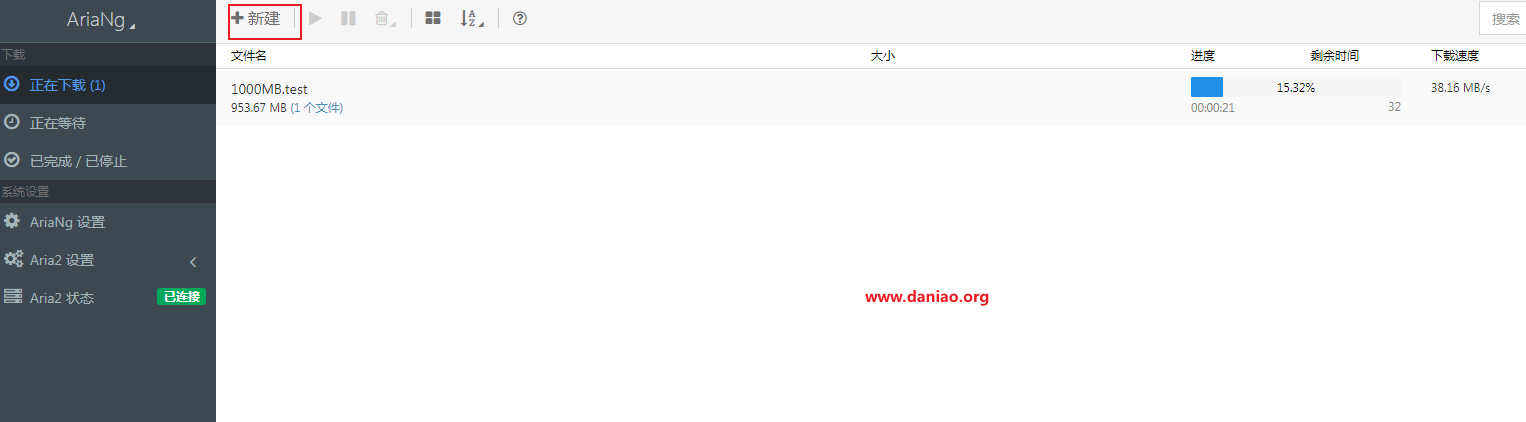 AriaNg
新建
搜索
下载
正在下载 (1)
正在等待
已完成 / 已停止
系统设置
AriaNg 设置
Aria2 设置
Aria2 状态 已连接
文件名 大小 进度 剩余时间 下载速度
1000MB.test 15.32% 38.16 MB/s
953.67 MB (1 个文件) 00:00:21 32
www.daniao.org